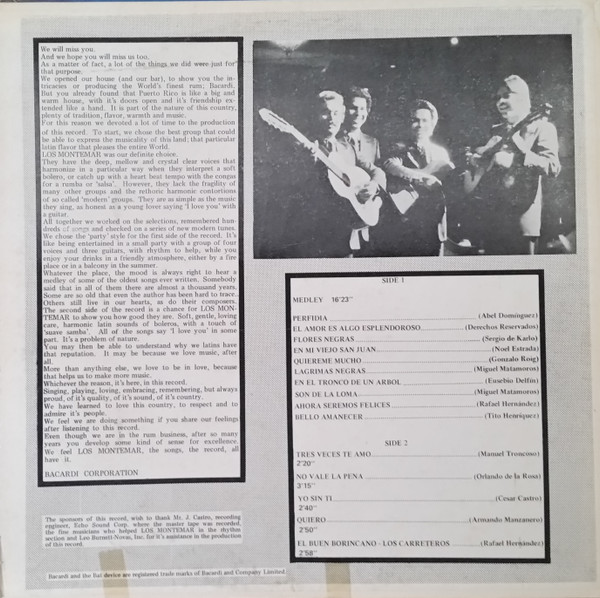 We will miss you.
And we hope you will miss us too.
As a matter of fact, a lot of the things we did were just for
that purpose.
We opened our house (and our bar), to show you the in-
tricacies or producing the World's finest rum; Bacardi.
But you already found that Puerto Rico is like a big and
warm house, with it's doors open and it's friendship ex-
tended like a hand. It is part of the nature of this country,
plenty of tradition, flavor, warmth and music.
For this reason we devoted a lot of time to the production
of this record. To start, we chose the best group that could
be able to express the musicality of this land; that particular
latin flavor that pleases the entire World.
LOS MONTEMAR was our definite choice.
They have the deep, mellow and crystal clear voices that
harmonize in a particular way when they interpret a soft
bolero, or catch up with a heart beat tempo with the congas
for a rumba or 'salsa'. However, they lack the fragility of
many other groups and the rethoric harmonic contortions
of so called 'modern' groups. They are as simple as the music
they sing, as honest as a young lover saying 'I love you' with
a guitar.
All together we worked on the selections, remembered hun-
dreds of songs and checked on a series of new modern tunes.
We chose the 'party' style for the first side of the record. It's
like being entertained in a small party with a group of four
voices and three guitars, with rhythm to help, while you
enjoy your drinks in a friendly atmosphere, either by a fire
place or in a balcony in the summer.
Whatever the place, the mood is always right to hear a
medley of some of the oldest songs ever written. Somebody
said that in all of them there are almost a thousand years.
Some are so old that even the author has been hard to trace.
Others still live in our hearts, as do their composers.
The second side of the record is a chance for LOS MON-
TEMAR to show you how good they are. Soft, gentle, loving
care, harmonic latin sounds of boleros, with a touch of
'suave samba'. All of the songs say 'I love you' in some
part. It's a problem of nature.
You may then be able to understand why we latins have
that reputation. It may be because we love music, after
all.
More than anything else, we love to be in love, because
that helps us to make more music.
Whichever the reason, it's here, in this record.
Singing, playing, loving, embracing, remembering, but always
proud, of it's quality, of it's sound, of it's country.
We have learned to love this country, to respect and to
admire it's people.
We feel we are doing something if you share our feelings
after listening to this record.
Even though we are in the rum business, after so many
years you develop some kind of sense for excellence.
We feel LOS MONTEMAR, the songs, the record, all
have it.
BACARDI CORPORATION
The sponsors of this record, wish to thank Mr. J. Castro, recording
engineer, Echo Sound Corp. where the master tape was recorded,
the fine musicians who helped LOS MONTEMAR in the rhythm
section and Leo Burnett-Novas, Inc. for it's assistance in the production
of this record.
Bacardi and the Bat device are registered trade marks of Bacardi and Company Limited.
SIDE 1
MEDLEY 16'23"
PERFIDIA (Abel Domínguez)
EL AMOR ES ALGO ESPLENDOROSO (Derechos Reservados)
FLORES NEGRAS (Sergio de Karlo)
EN MI VIEJO SAN JUAN (Noel Estrada)
QUIEREME MUCHO (Gonzalo Roig)
LAGRIMAS NEGRAS (Miguel Matamoros)
EN EL TRONCO DE UN ARBOL (Eusebio Delfín)
SON DE LA LOMA (Miguel Matamoros)
AHORA SEREMOS FELICES (Rafael Hernández)
BELLO AMANECER (Tito Henríquez)
SIDE 2
TRES VECES TE AMO (Manuel Troncoso)
2'20"
NO VALE LA PENA (Orlando de la Rosa)
3'15"
YO SIN TI (Cesar Castro)
2'40"
QUIERO (Armando Manzanero)
2'50"
EL BUEN BORINCANO - LOS CARRETEROS (Rafael Hernández)
2'58"